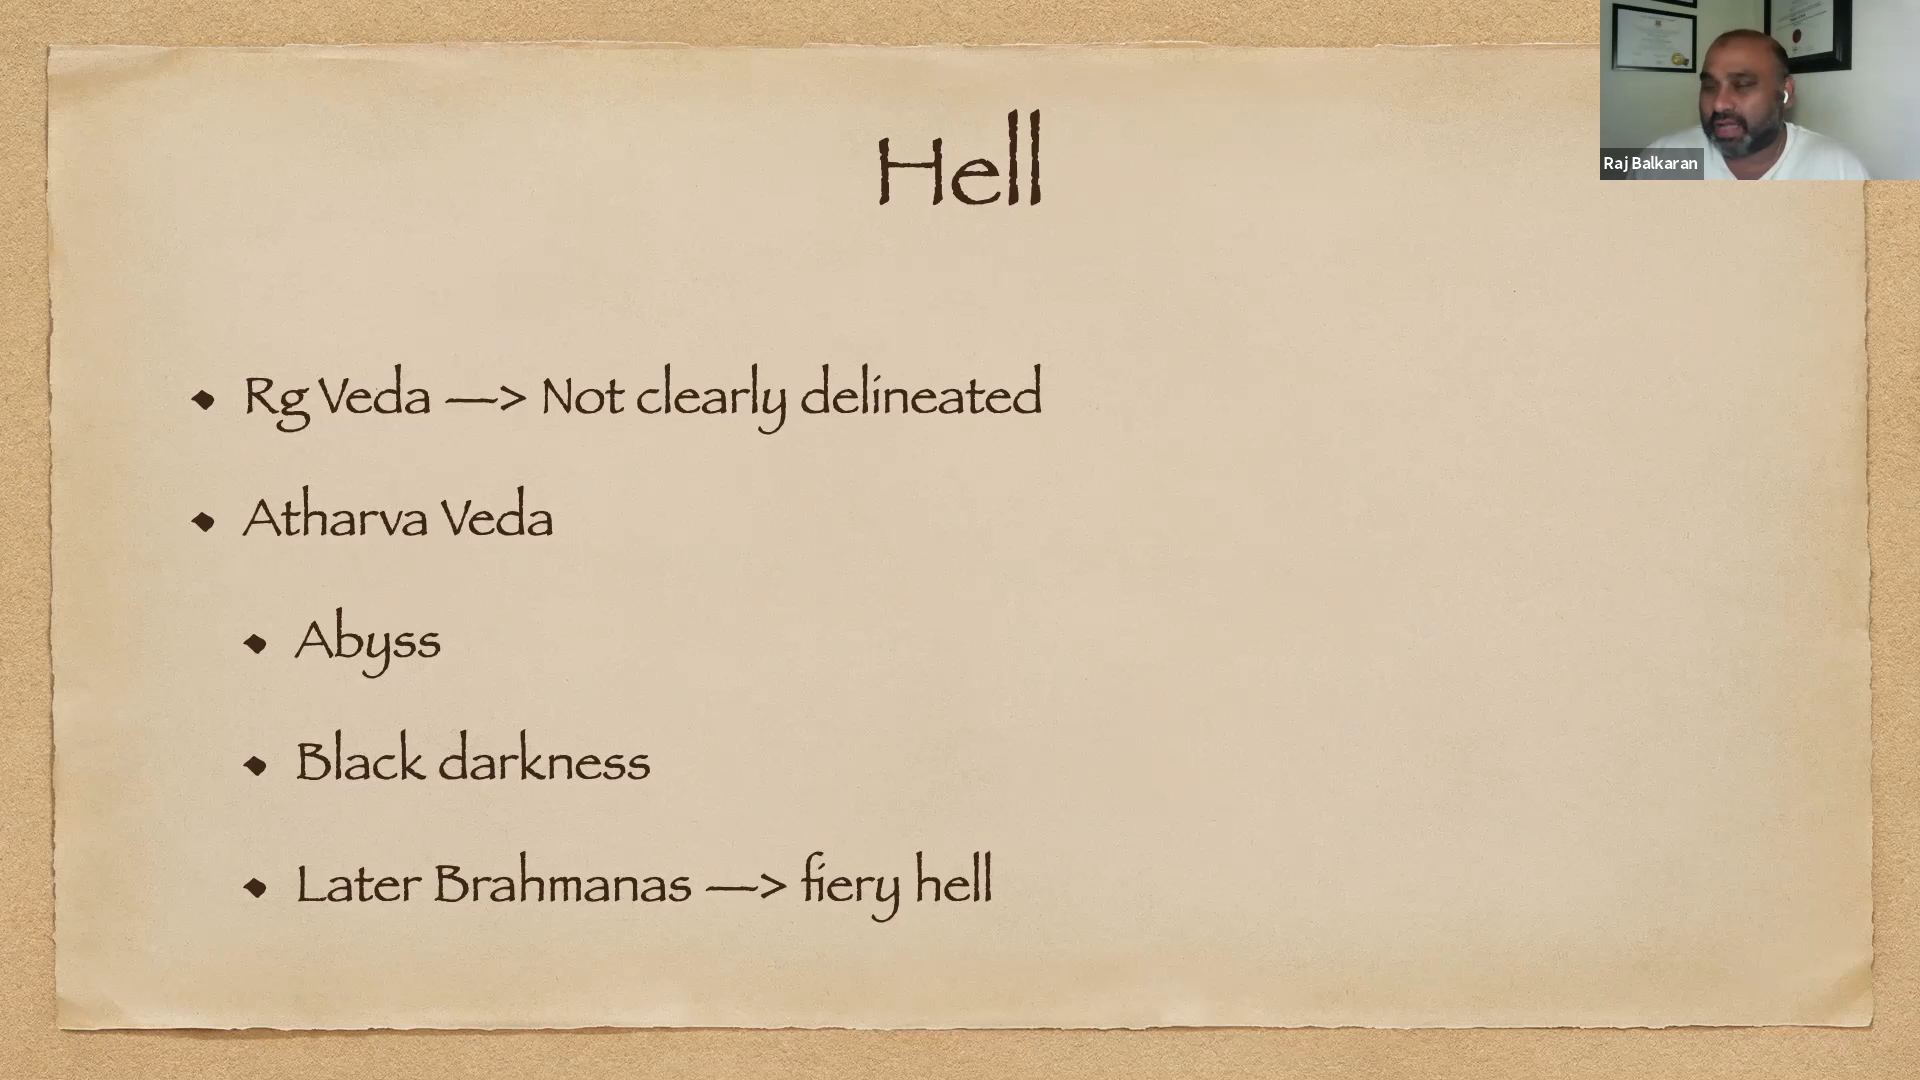 Hell
Raj Balkaran
Rg Veda —> Not clearly delineated
Atharva Veda
Abyss
Black darkness
Later Brahmanas —> fiery hell